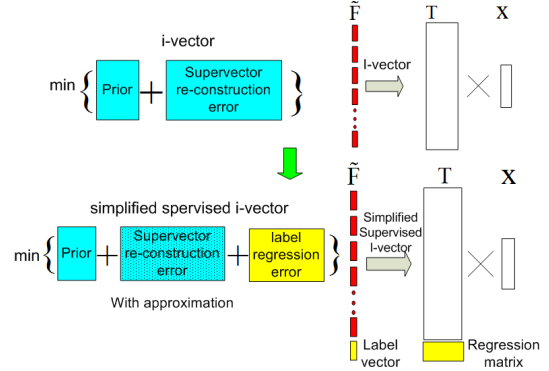 i-vector
min { Prior + Supervector re-construction error }
F̃
I-vector
T
x
simplified spervised i-vector
min { Prior + Supervector re-construction error + label regression error }
With approximation
F̃
Simplified
Supervised
I-vector
T
x
Label
vector
Regression
matrix